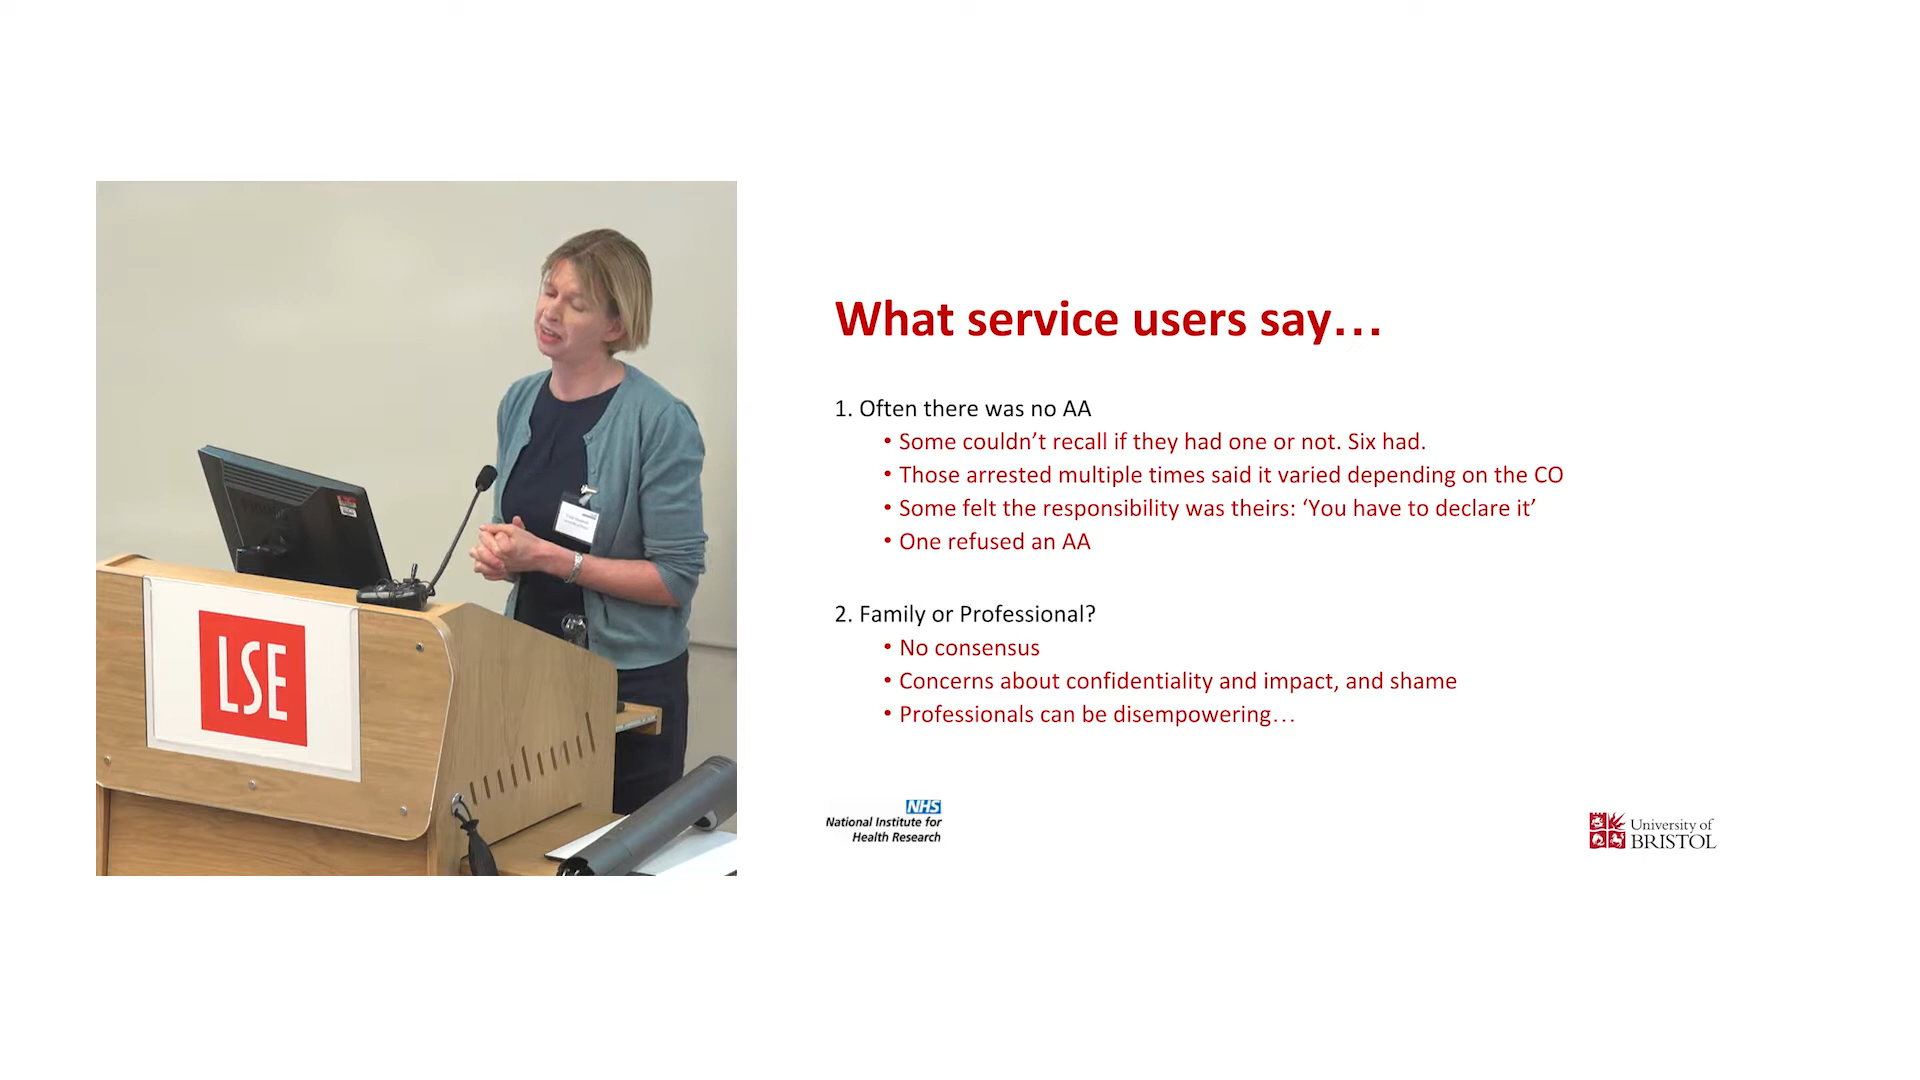 What service users say…
1. Often there was no AA
• Some couldn’t recall if they had one or not. Six had.
• Those arrested multiple times said it varied depending on the CO
• Some felt the responsibility was theirs: ‘You have to declare it’
• One refused an AA
2. Family or Professional?
• No consensus
• Concerns about confidentiality and impact, and shame
• Professionals can be disempowering…
LSE
NHS
National Institute for
Health Research
University of
BRISTOL